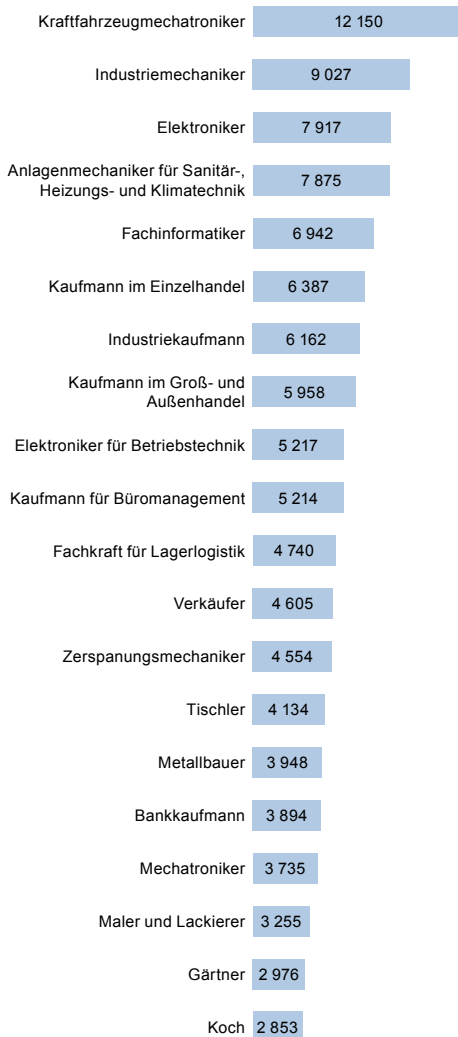 Kraftfahrzeugmechatroniker 12 150
Industriemechaniker 9 027
Elektroniker 7 917
Anlagenmechaniker für Sanitär-,
Heizungs- und Klimatechnik 7 875
Fachinformatiker 6 942
Kaufmann im Einzelhandel 6 387
Industriekaufmann 6 162
Kaufmann im Groß- und
Außenhandel 5 958
Elektroniker für Betriebstechnik 5 217
Kaufmann für Büromanagement 5 214
Fachkraft für Lagerlogistik 4 740
Verkäufer 4 605
Zerspanungsmechaniker 4 554
Tischler 4 134
Metallbauer 3 948
Bankkaufmann 3 894
Mechatroniker 3 735
Maler und Lackierer 3 255
Gärtner 2 976
Koch 2 853